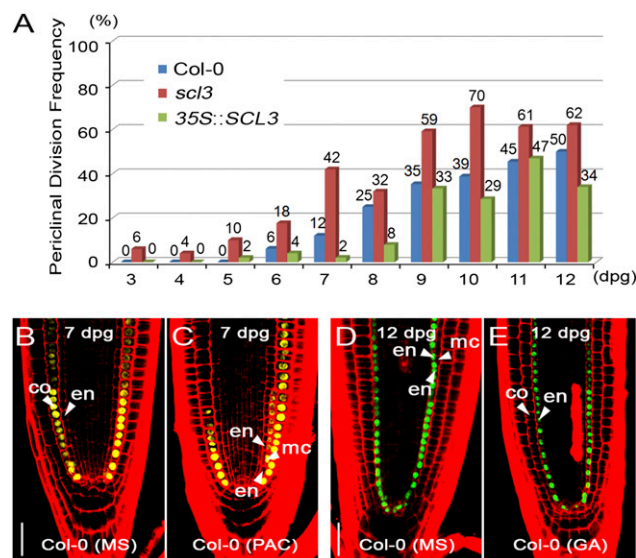 A
(%)
Periclinal Division Frequency
100
80
60
40
20
0
Col-0
scl3
35S::SCL3
0 6 0
0 4 0
0 10 2
6 18 4
12 42 2
25 32 8
35 59 33
39 70 29
45 61 47
50 62 34
3 4 5 6 7 8 9 10 11 12 (dpg)
B 7 dpg
co en
Col-0 (MS)
C 7 dpg
en
mc
en
Col-0 (PAC)
D 12 dpg
en mc
en
Col-0 (MS)
E 12 dpg
co en
Col-0 (GA)